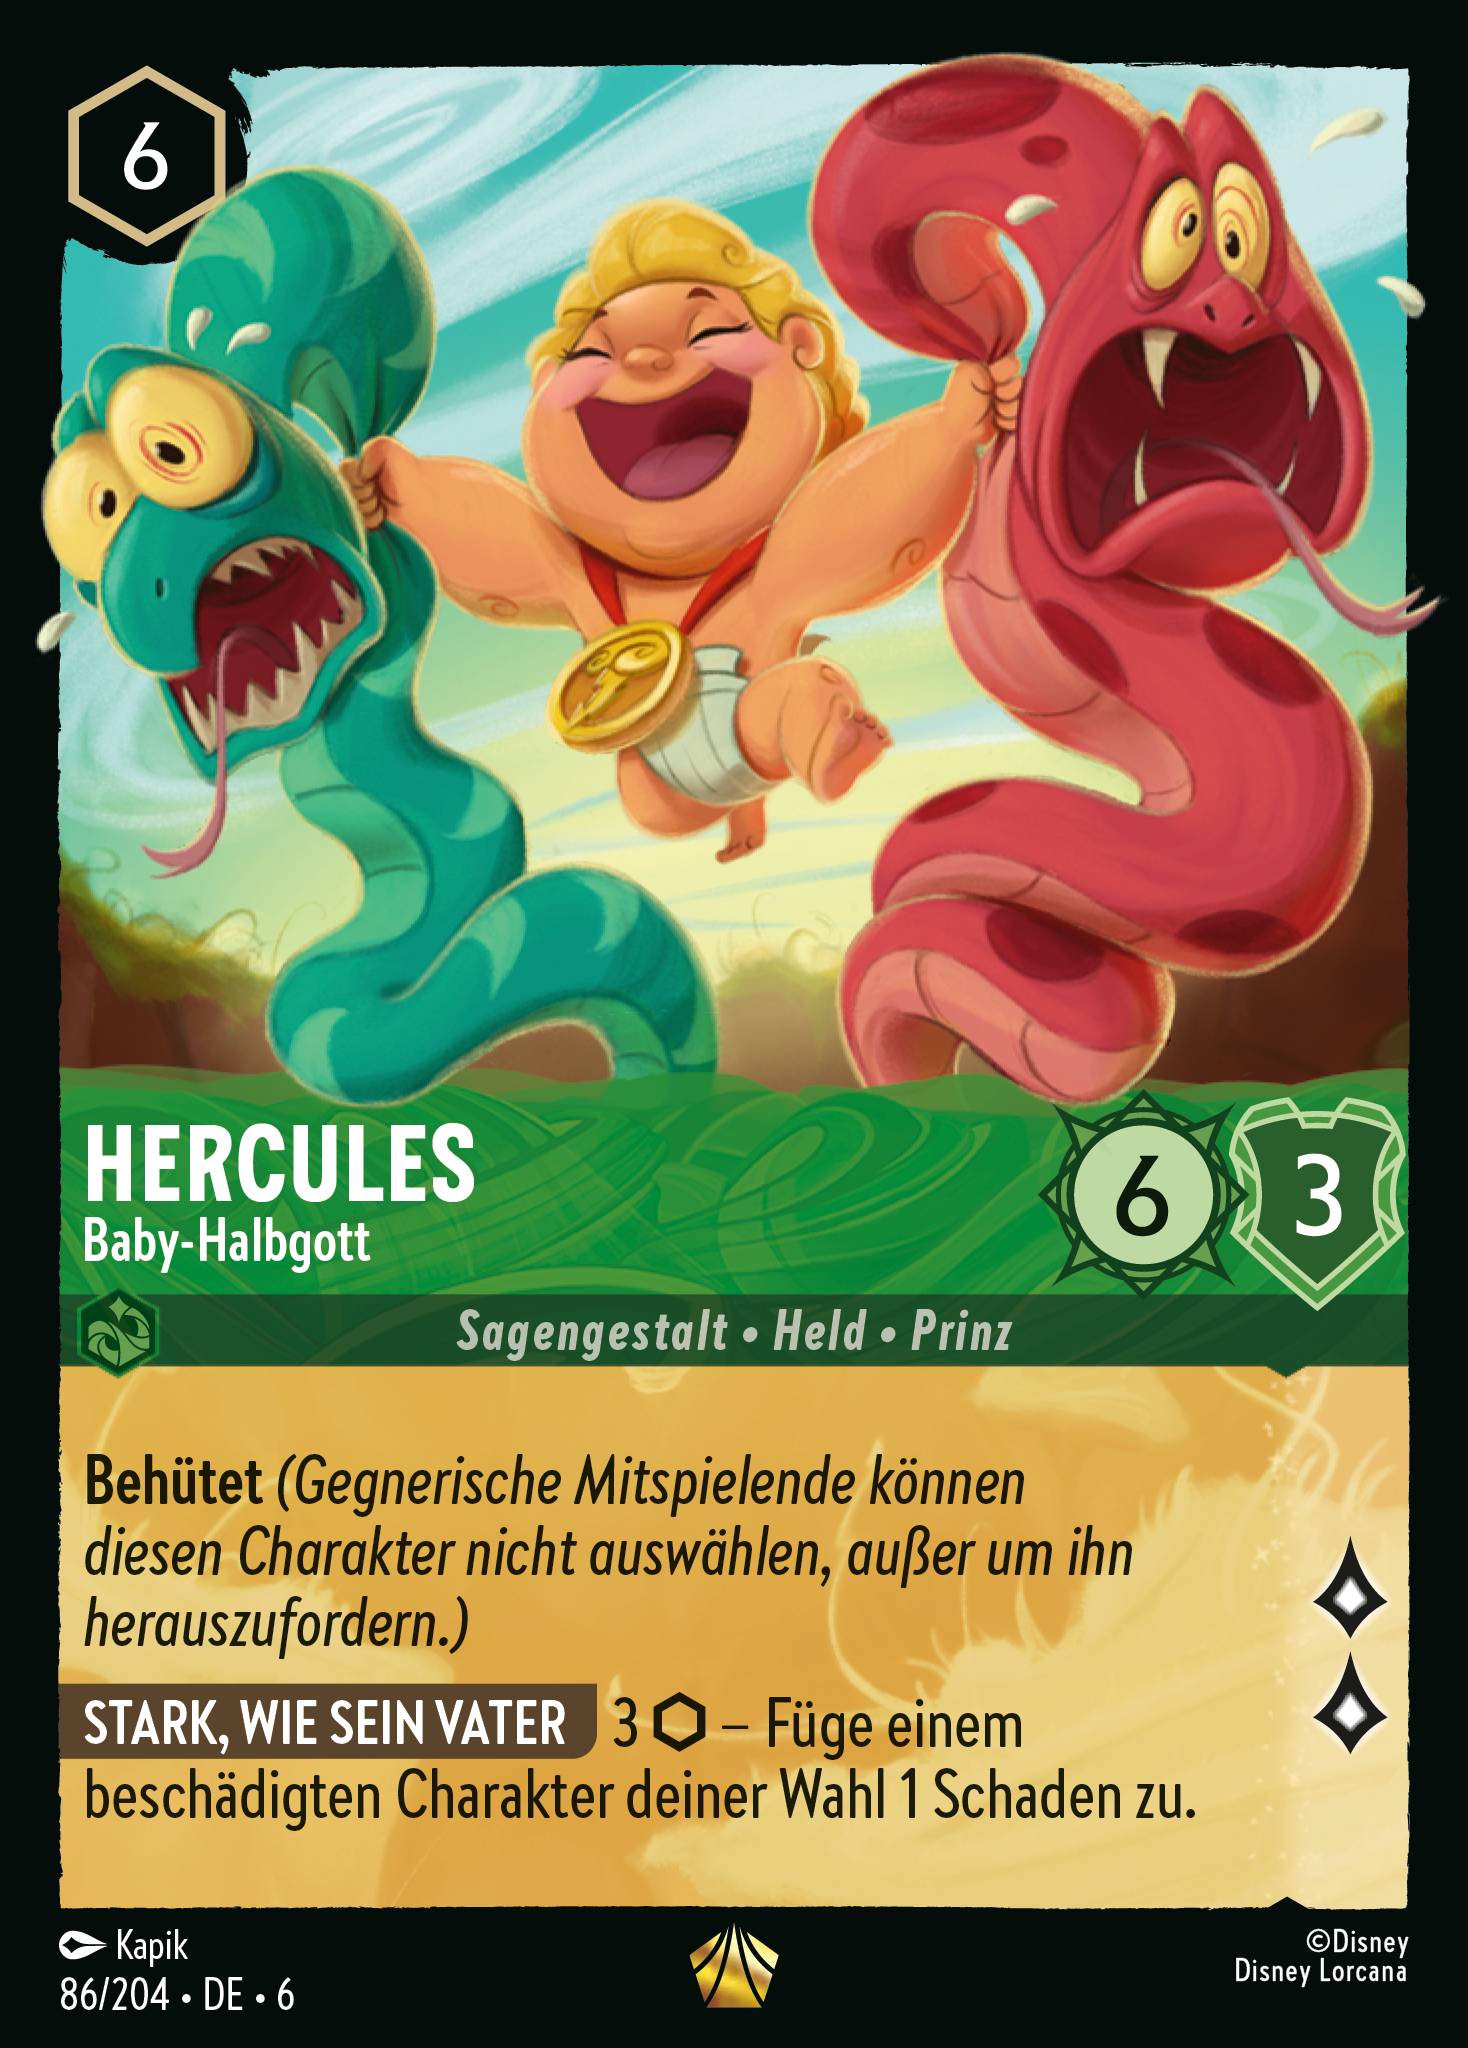 6
HERCULES
Baby-Halbgott
6
3
Sagengestalt • Held • Prinz
Behütet (Gegnerische Mitspielende können
diesen Charakter nicht auswählen, außer um ihn
herauszufordern.)
STARK, WIE SEIN VATER 3 ⬡ – Füge einem
beschädigten Charakter deiner Wahl 1 Schaden zu.
Kapik
86/204 • DE • 6
©Disney
Disney Lorcana